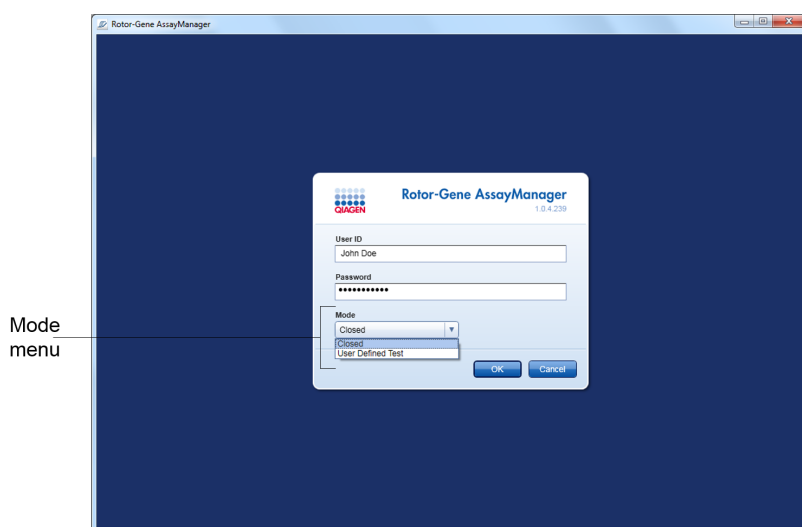 Rotor-Gene AssayManager
QIAGEN
Rotor-Gene AssayManager
1.0.4.239
User ID
John Doe
Password
•••••••••••
Mode
Closed
Closed
User Defined Test
OK Cancel
Mode
menu